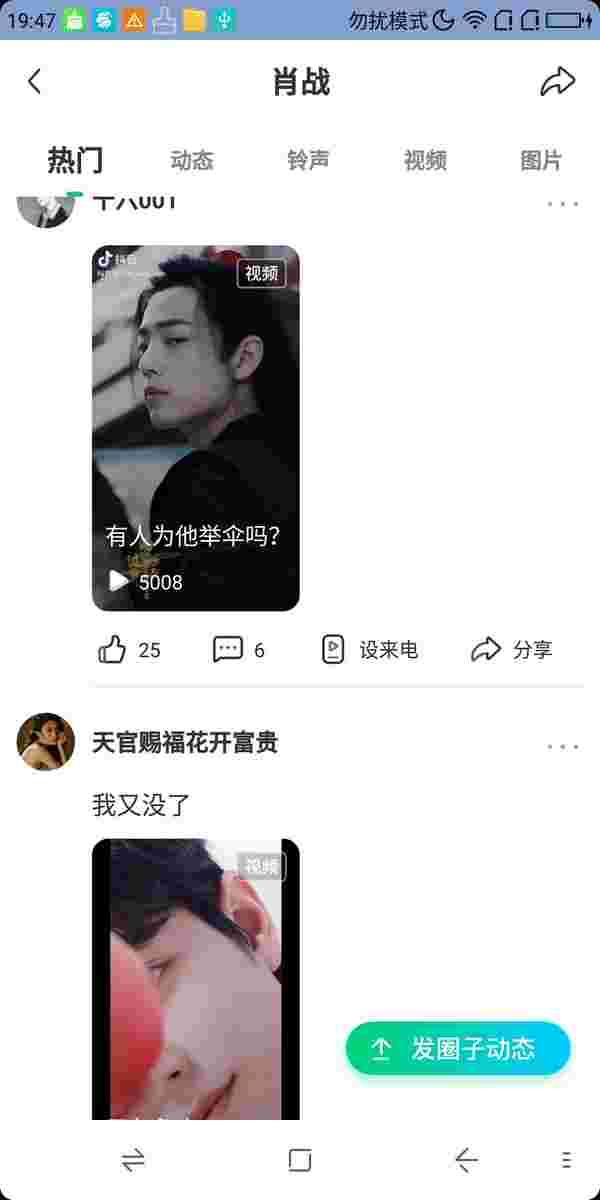 19:47
勿扰模式
肖战
热门
动态
铃声
视频
图片
十六001
抖音
视频
有人为他举伞吗?
5008
25
6
设来电
分享
天官赐福花开富贵
我又没了
视频
发圈子动态